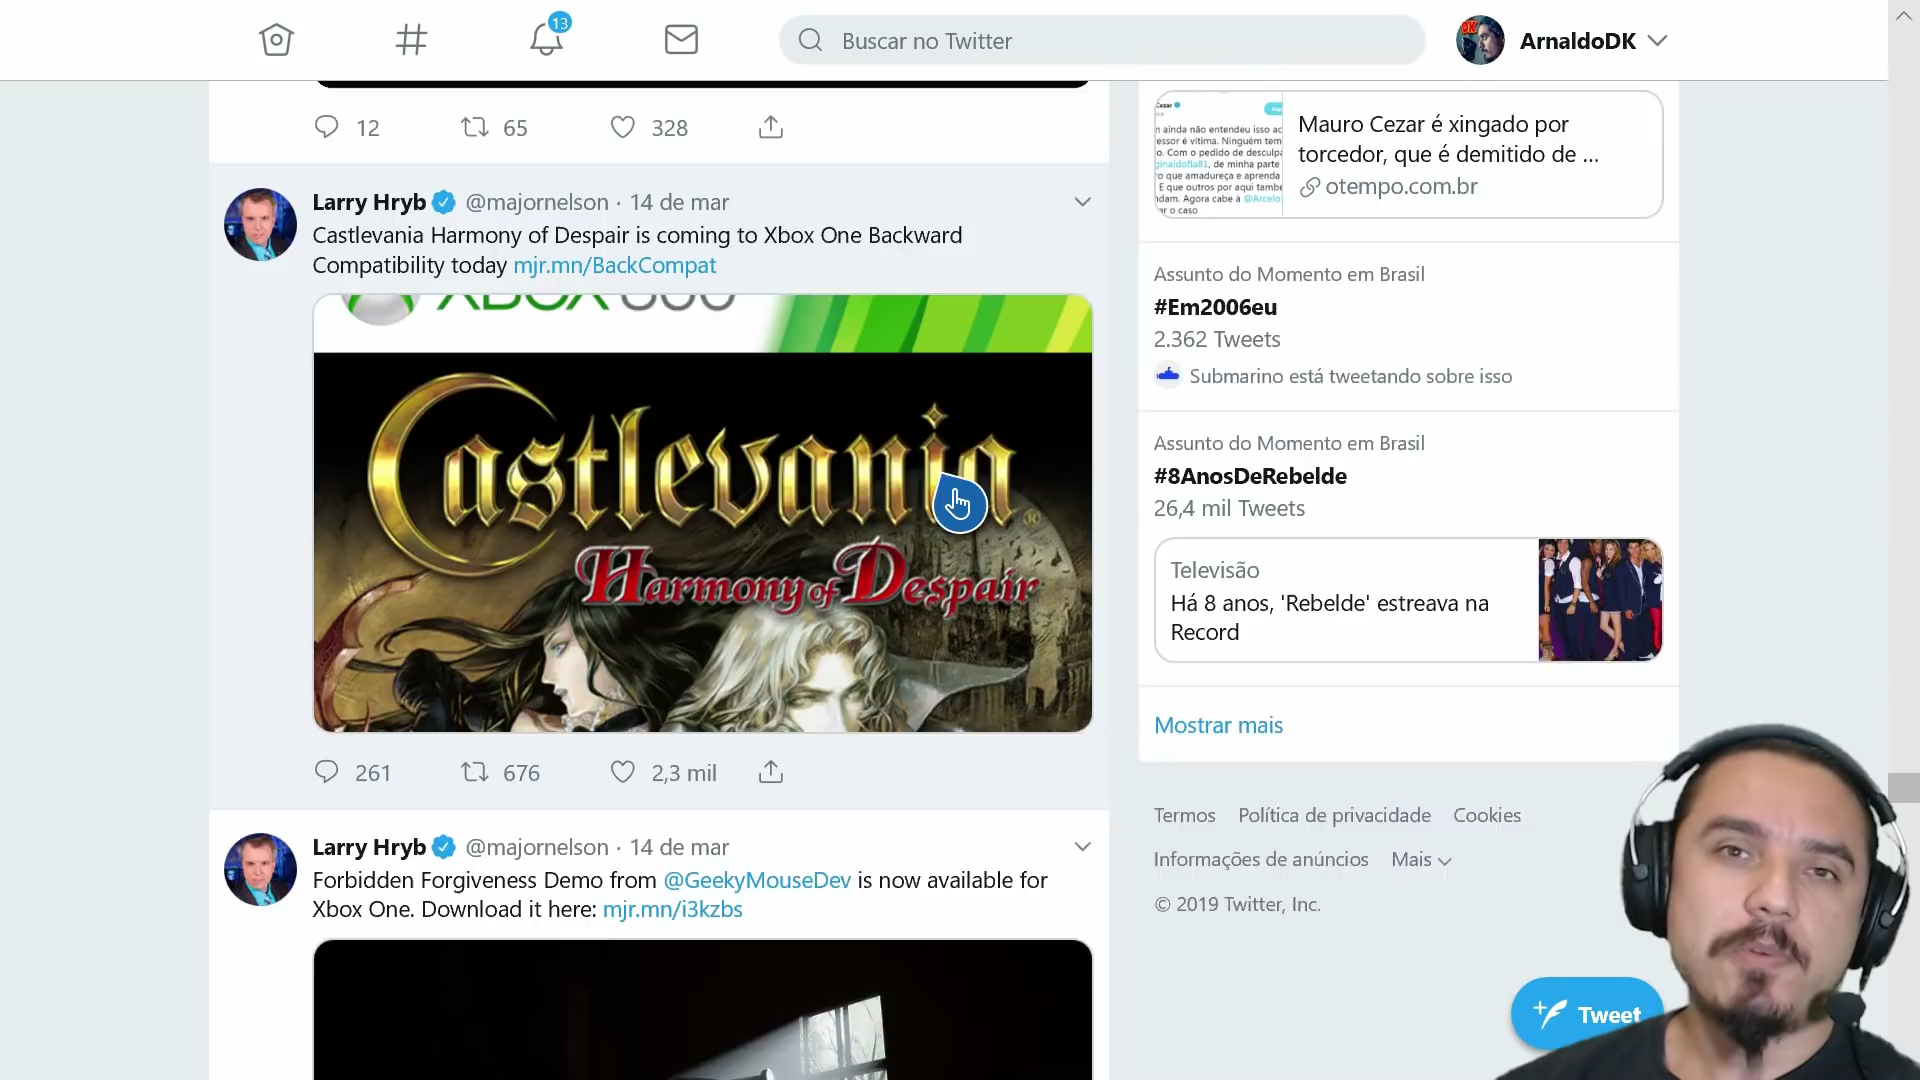 13
Buscar no Twitter
ArnaldoDK
12
65
328
Larry Hryb @majornelson · 14 de mar
Castlevania Harmony of Despair is coming to Xbox One Backward
Compatibility today mjr.mn/BackCompat
XBOX 360
Castlevania
Harmony of Despair
261
676
2,3 mil
Larry Hryb @majornelson · 14 de mar
Forbidden Forgiveness Demo from @GeekyMouseDev is now available for
Xbox One. Download it here: mjr.mn/i3kzbs
Mauro Cezar é xingado por
torcedor, que é demitido de ...
otempo.com.br
Assunto do Momento em Brasil
#Em2006eu
2.362 Tweets
Submarino está tweetando sobre isso
Assunto do Momento em Brasil
#8AnosDeRebelde
26,4 mil Tweets
Televisão
Há 8 anos, 'Rebelde' estreava na
Record
Mostrar mais
Termos Política de privacidade Cookies
Informações de anúncios Mais
© 2019 Twitter, Inc.
Tweet